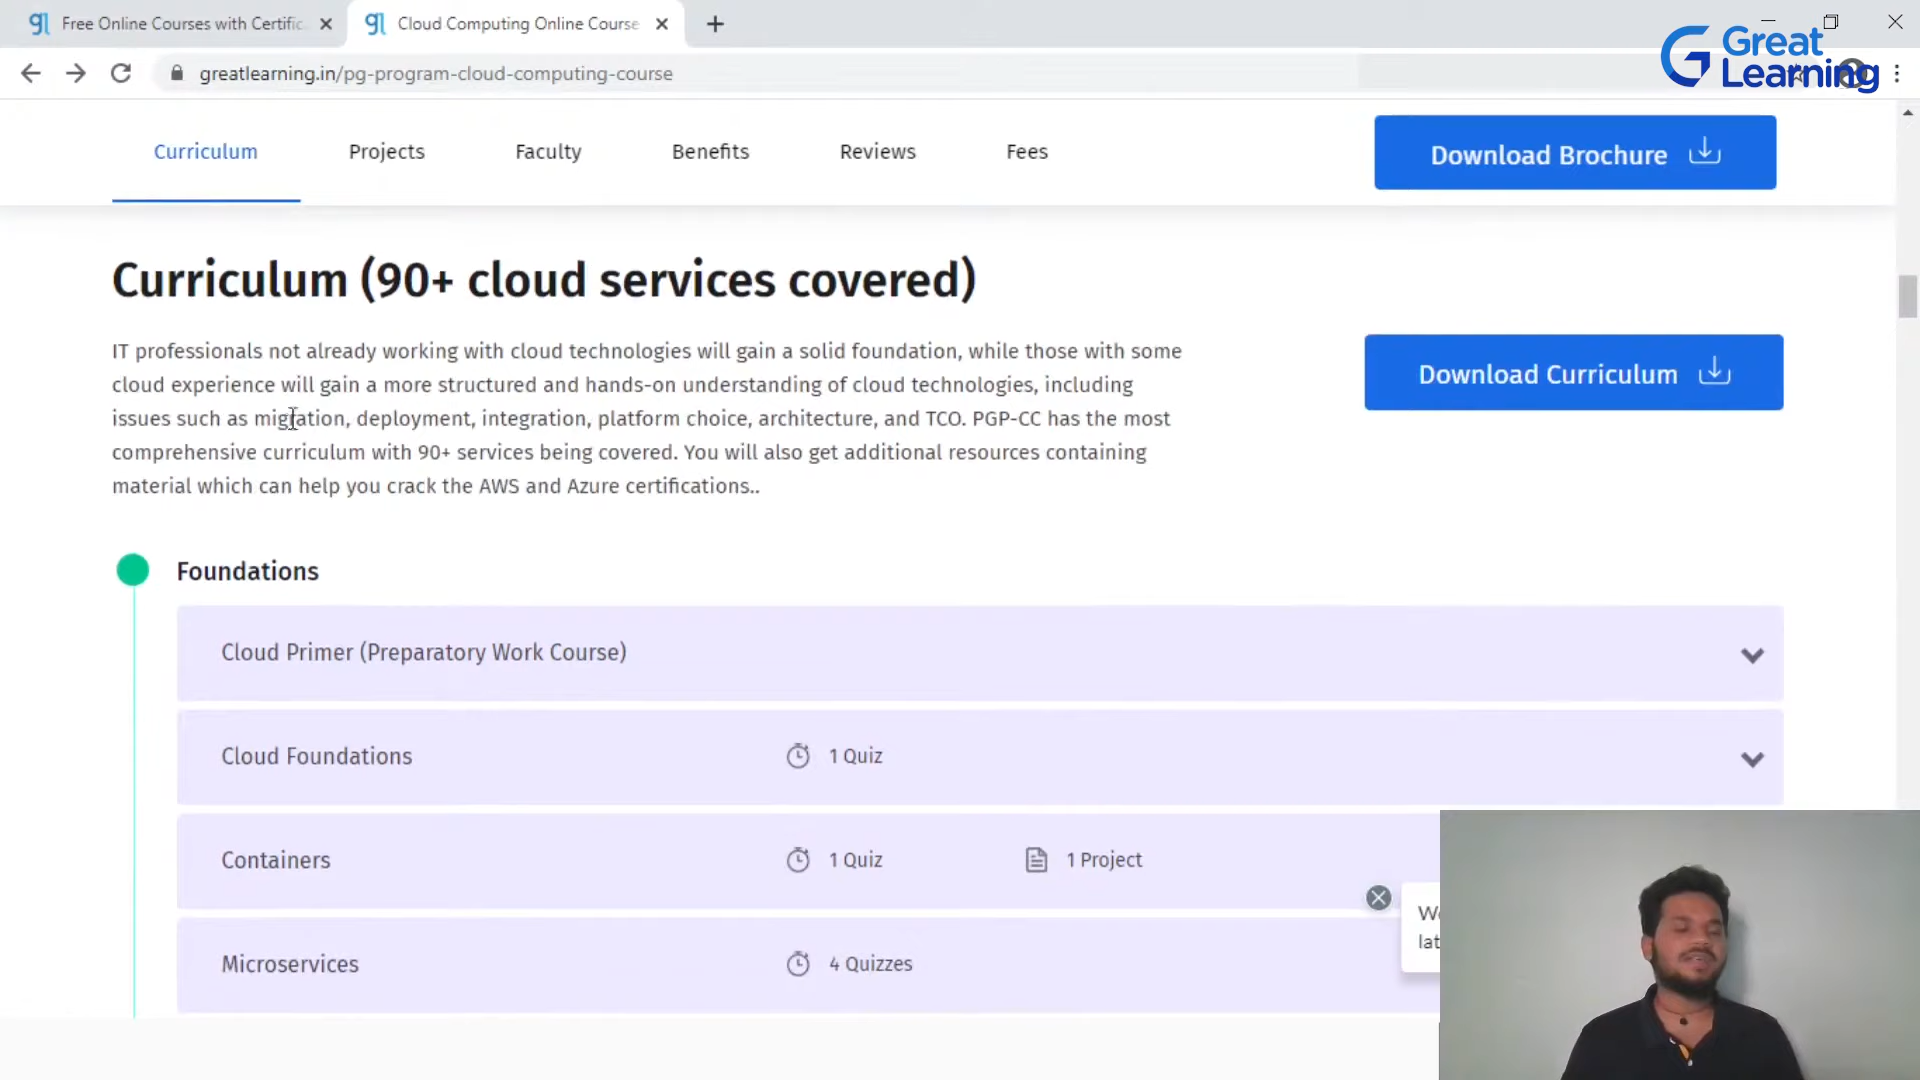 Free Online Courses with Certific
Cloud Computing Online Course
greatlearning.in/pg-program-cloud-computing-course
Great
Learning
Curriculum
Projects
Faculty
Benefits
Reviews
Fees
Download Brochure
Curriculum (90+ cloud services covered)
IT professionals not already working with cloud technologies will gain a solid foundation, while those with some
cloud experience will gain a more structured and hands-on understanding of cloud technologies, including
issues such as migration, deployment, integration, platform choice, architecture, and TCO. PGP-CC has the most
comprehensive curriculum with 90+ services being covered. You will also get additional resources containing
material which can help you crack the AWS and Azure certifications..
Download Curriculum
Foundations
Cloud Primer (Preparatory Work Course)
Cloud Foundations
1 Quiz
Containers
1 Quiz
1 Project
Microservices
4 Quizzes